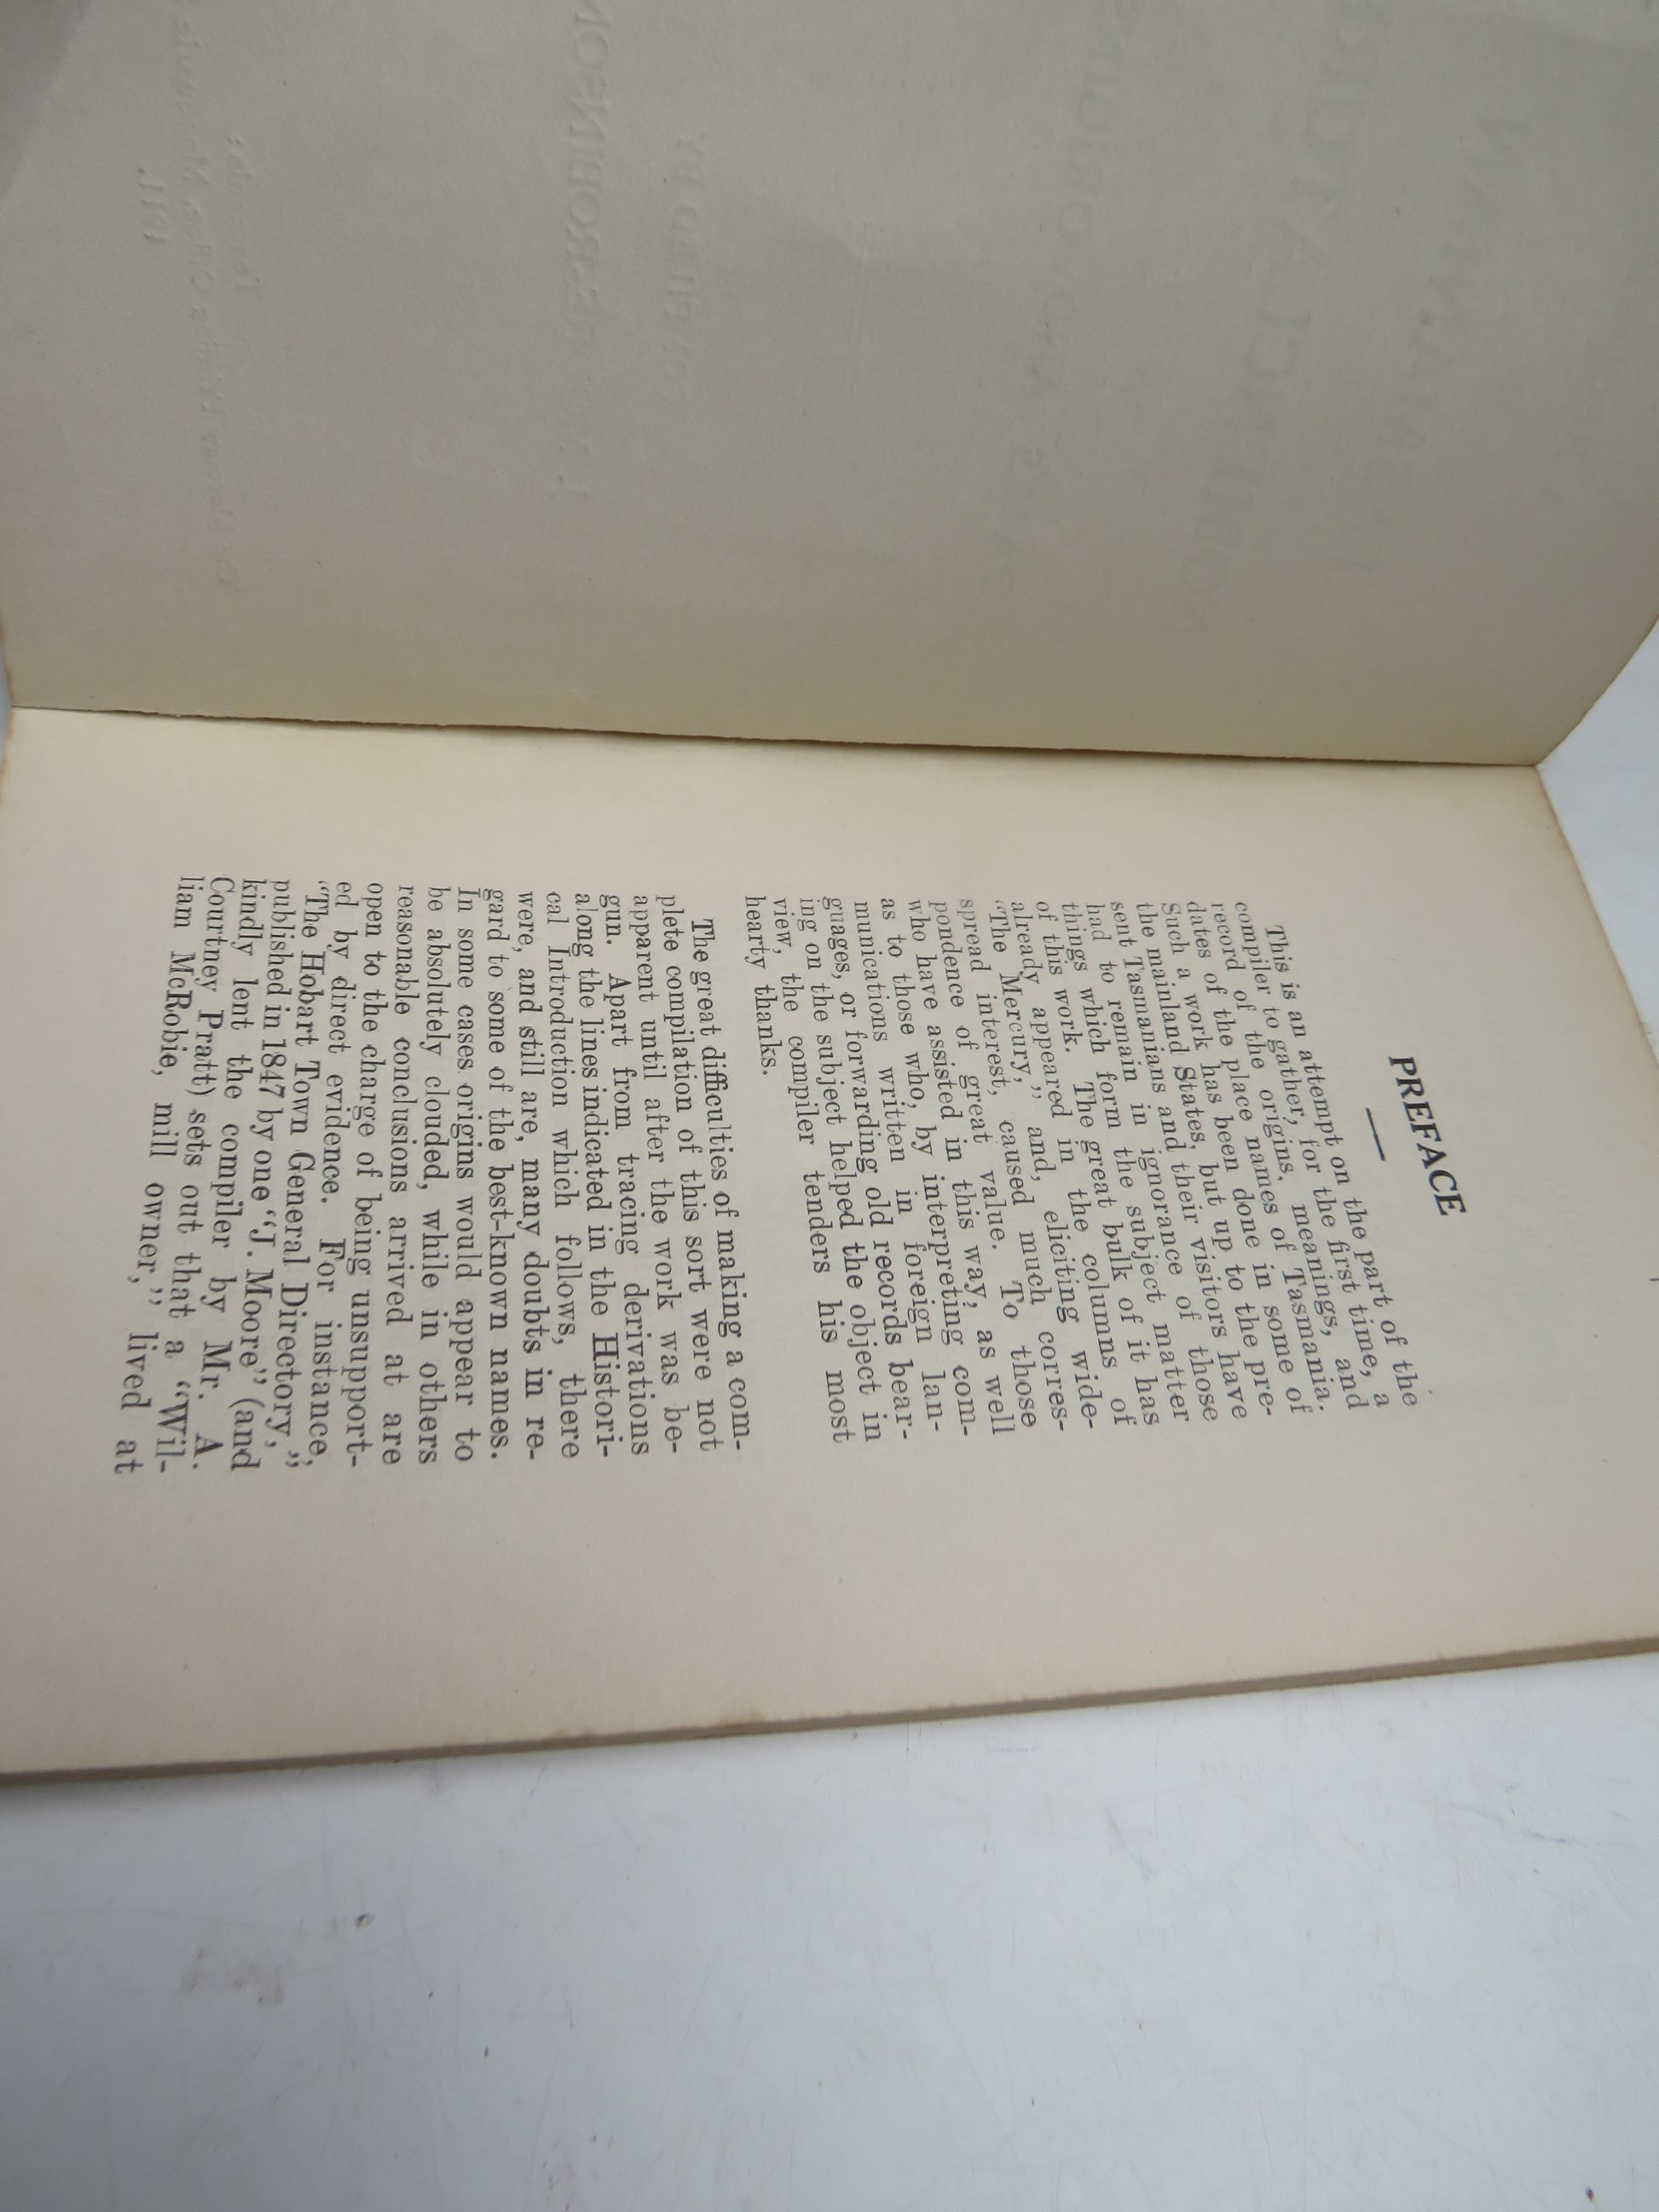 PREFACE
This is an attempt on the part of the
compiler to gather, for the first time, a
record of the origins, meanings, and
dates of the place names of Tasmania.
Such a work has been done in some of
the mainland States, but up to the pre-
sent Tasmanians and their visitors have
had to remain in ignorance of those
things which form the subject matter
of this work. The great bulk of it has
already appeared in the columns of
"The Mercury," and, eliciting wide-
spread interest, caused much corres-
pondence of great value. To those
who have assisted in this way, as well
as to those who, by interpreting com-
munications written in foreign lan-
guages, or forwarding old records bear-
ing on the subject helped the object in
view, the compiler tenders his most
hearty thanks.
The great difficulties of making a com-
plete compilation of this sort were not
apparent until after the work was be-
gun. Apart from tracing derivations
along the lines indicated in the Histori-
cal Introduction which follows, there
were, and still are, many doubts in re-
gard to some of the best-known names.
In some cases origins would appear to
be absolutely clouded, while in others
reasonable conclusions arrived at are
open to the charge of being unsupport-
ed by direct evidence. For instance,
"The Hobart Town General Directory,"
published in 1847 by one "J. Moore" (and
kindly lent the compiler by Mr. A.
Courtney Pratt) sets out that a "Wil-
liam McRobie, mill owner," lived at